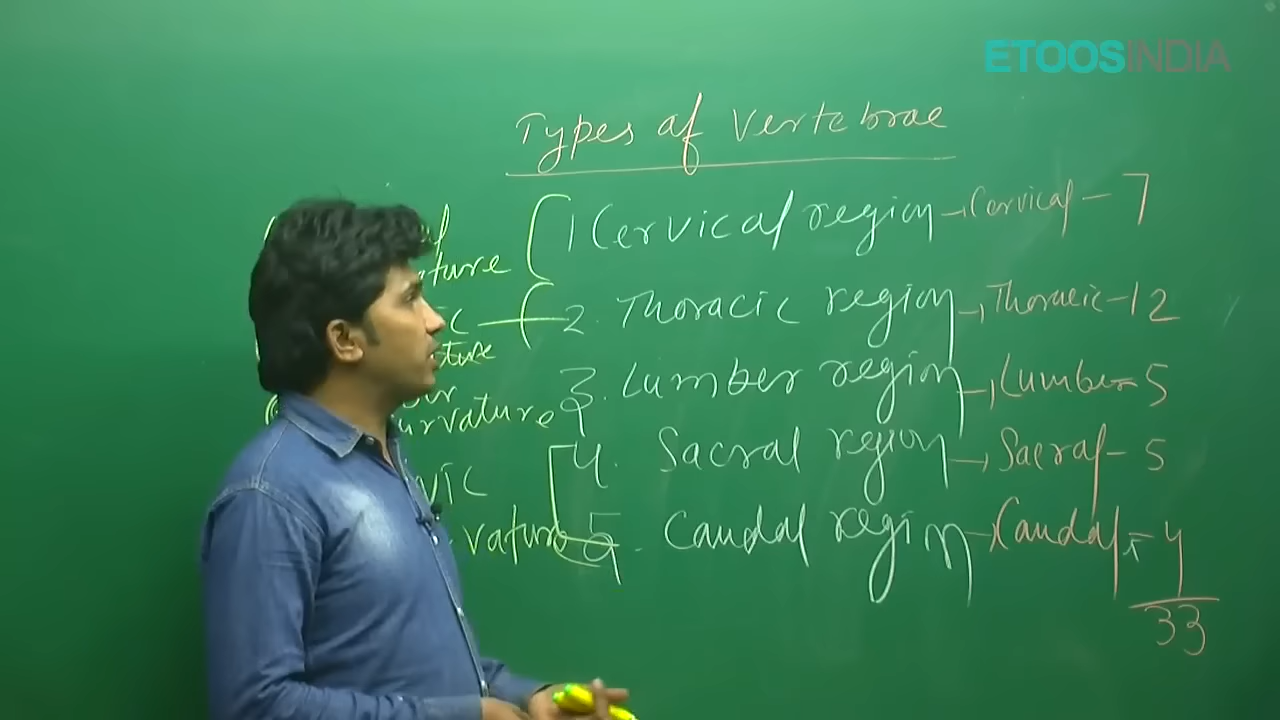 ETOOSINDIA
Types of Vertebrae
1 Cervical region → Cervical - 7
2. Thoracic region → Thoracic - 12
3. Lumber region → Lumber - 5
4. Sacral region → Sacral - 5
5. Caudal region → Caudal - 4
33